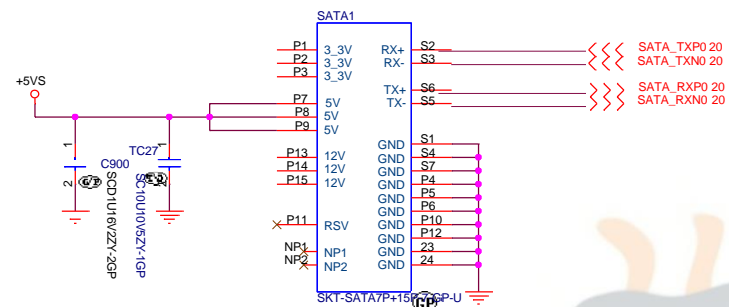 SATA1
P1 3_3V RX+ S2 SATA_TXP0 20
P2 3_3V RX- S3 SATA_TXN0 20
P3 3_3V
TX+ S6 SATA_RXP0 20
TX- S5 SATA_RXN0 20
+5VS
P7 5V
P8 5V
P9 5V
GND S1
GND S4
GND S7
GND P4
GND P5
GND P6
GND P10
GND P12
GND 23
GND 24
P13 12V
P14 12V
P15 12V
P11 RSV
NP1 NP1
NP2 NP2
1
2
C900
SCD1U16V2ZY-2GP
1
2
TC27
SC10U10V5ZY-1GP